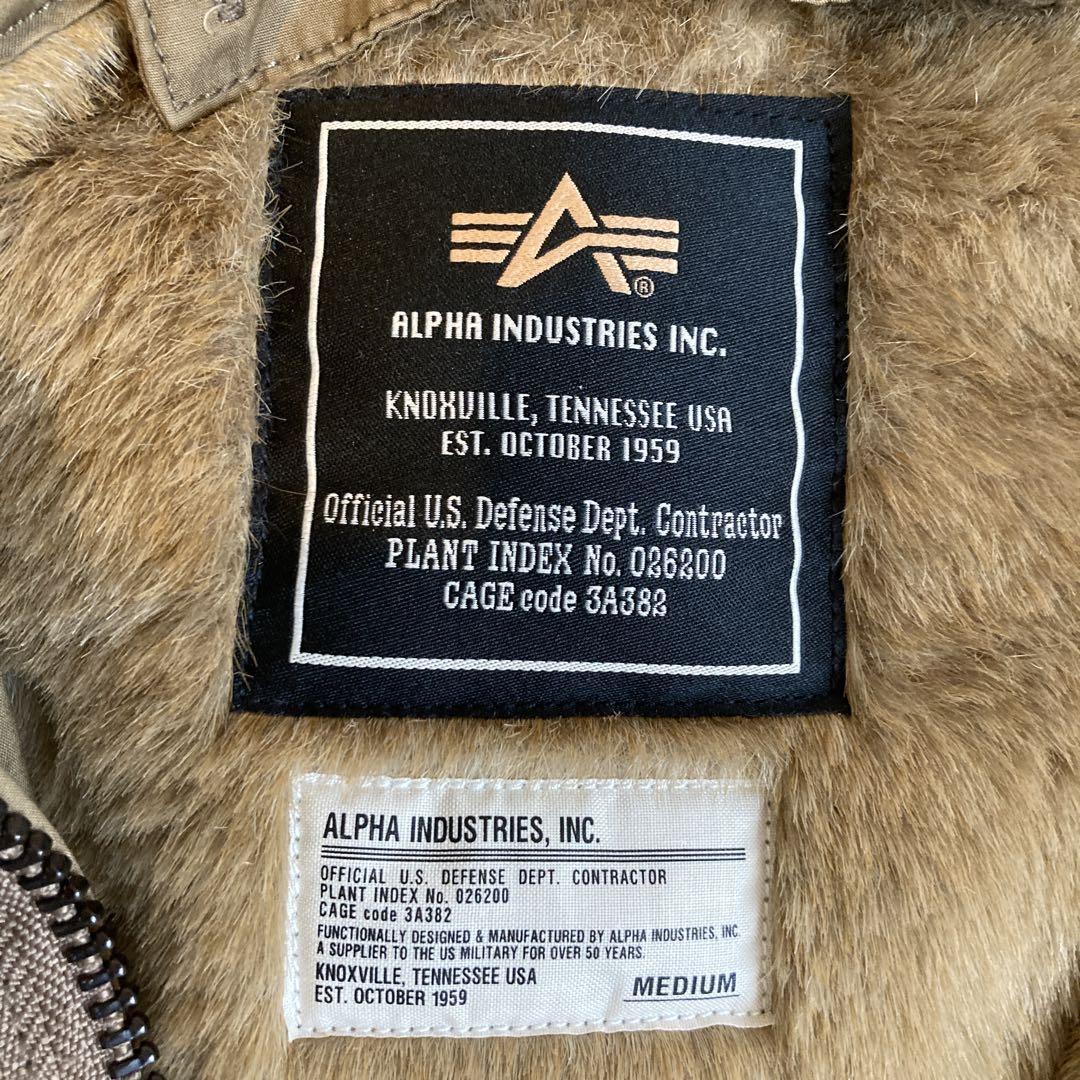 ®
ALPHA INDUSTRIES INC.
KNOXVILLE, TENNESSEE USA
EST. OCTOBER 1959
Official U.S. Defense Dept. Contractor
PLANT INDEX No. 026200
CAGE code 3A382
ALPHA INDUSTRIES, INC.
OFFICIAL U.S. DEFENSE DEPT. CONTRACTOR
PLANT INDEX No. 026200
CAGE code 3A382
FUNCTIONALLY DESIGNED & MANUFACTURED BY ALPHA INDUSTRIES, INC.
A SUPPLIER TO THE US MILITARY FOR OVER 50 YEARS.
KNOXVILLE, TENNESSEE USA
EST. OCTOBER 1959
MEDIUM